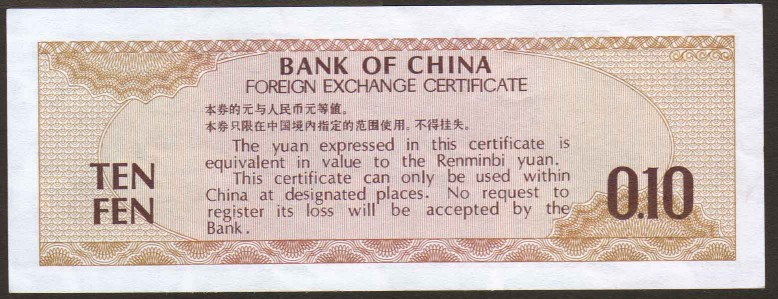 BANK OF CHINA
FOREIGN EXCHANGE CERTIFICATE
本券的元与人民币元等值。
本券只限在中国境内指定的范围使用。不得挂失。
The yuan expressed in this certificate is
equivalent in value to the Renminbi yuan.
This certificate can only be used within
China at designated places. No request to
register its loss will be accepted by the
Bank.
TEN
FEN
0.10